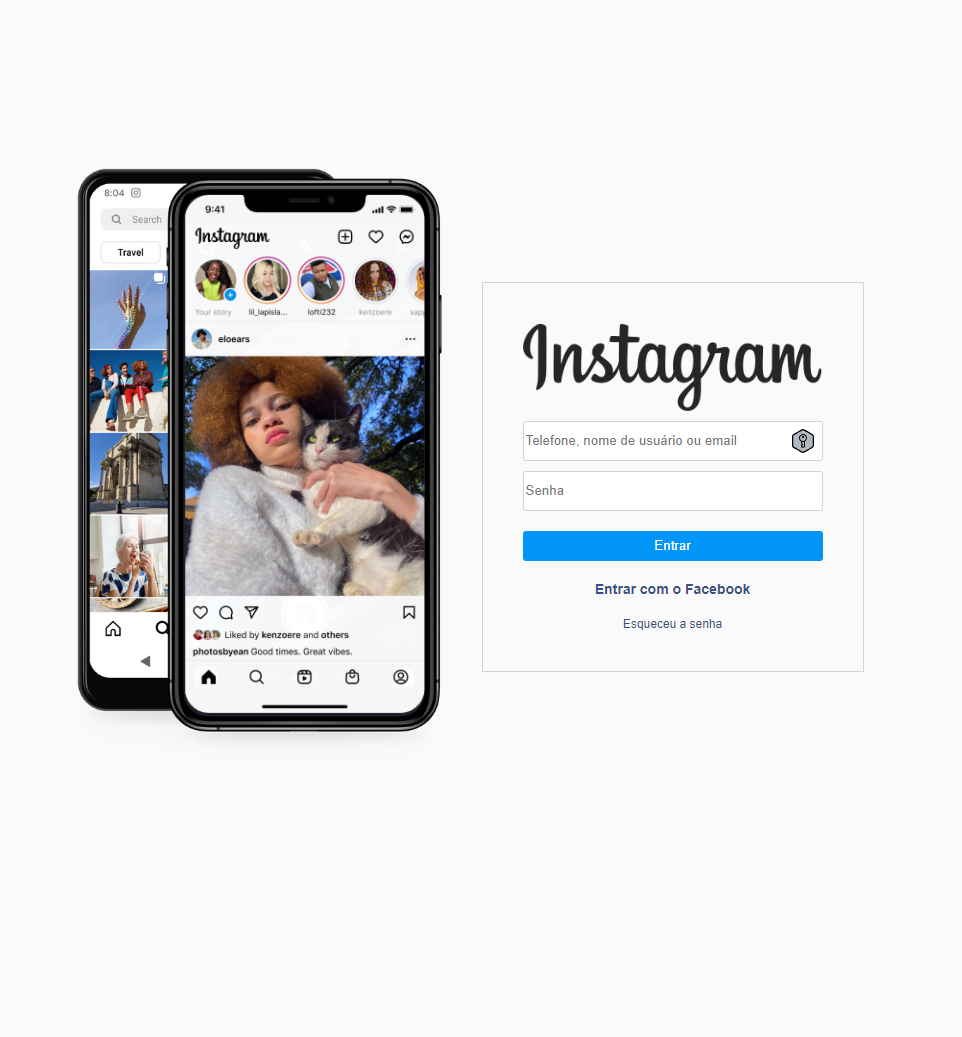 8:04
Search
Travel
9:41
Instagram
Your story
lil_lapisla...
lofti232
kenzoere
sap
eloears
Liked by kenzoere and others
photosbyean Good times. Great vibes.
Instagram
Telefone, nome de usuário ou email
Senha
Entrar
Entrar com o Facebook
Esqueceu a senha